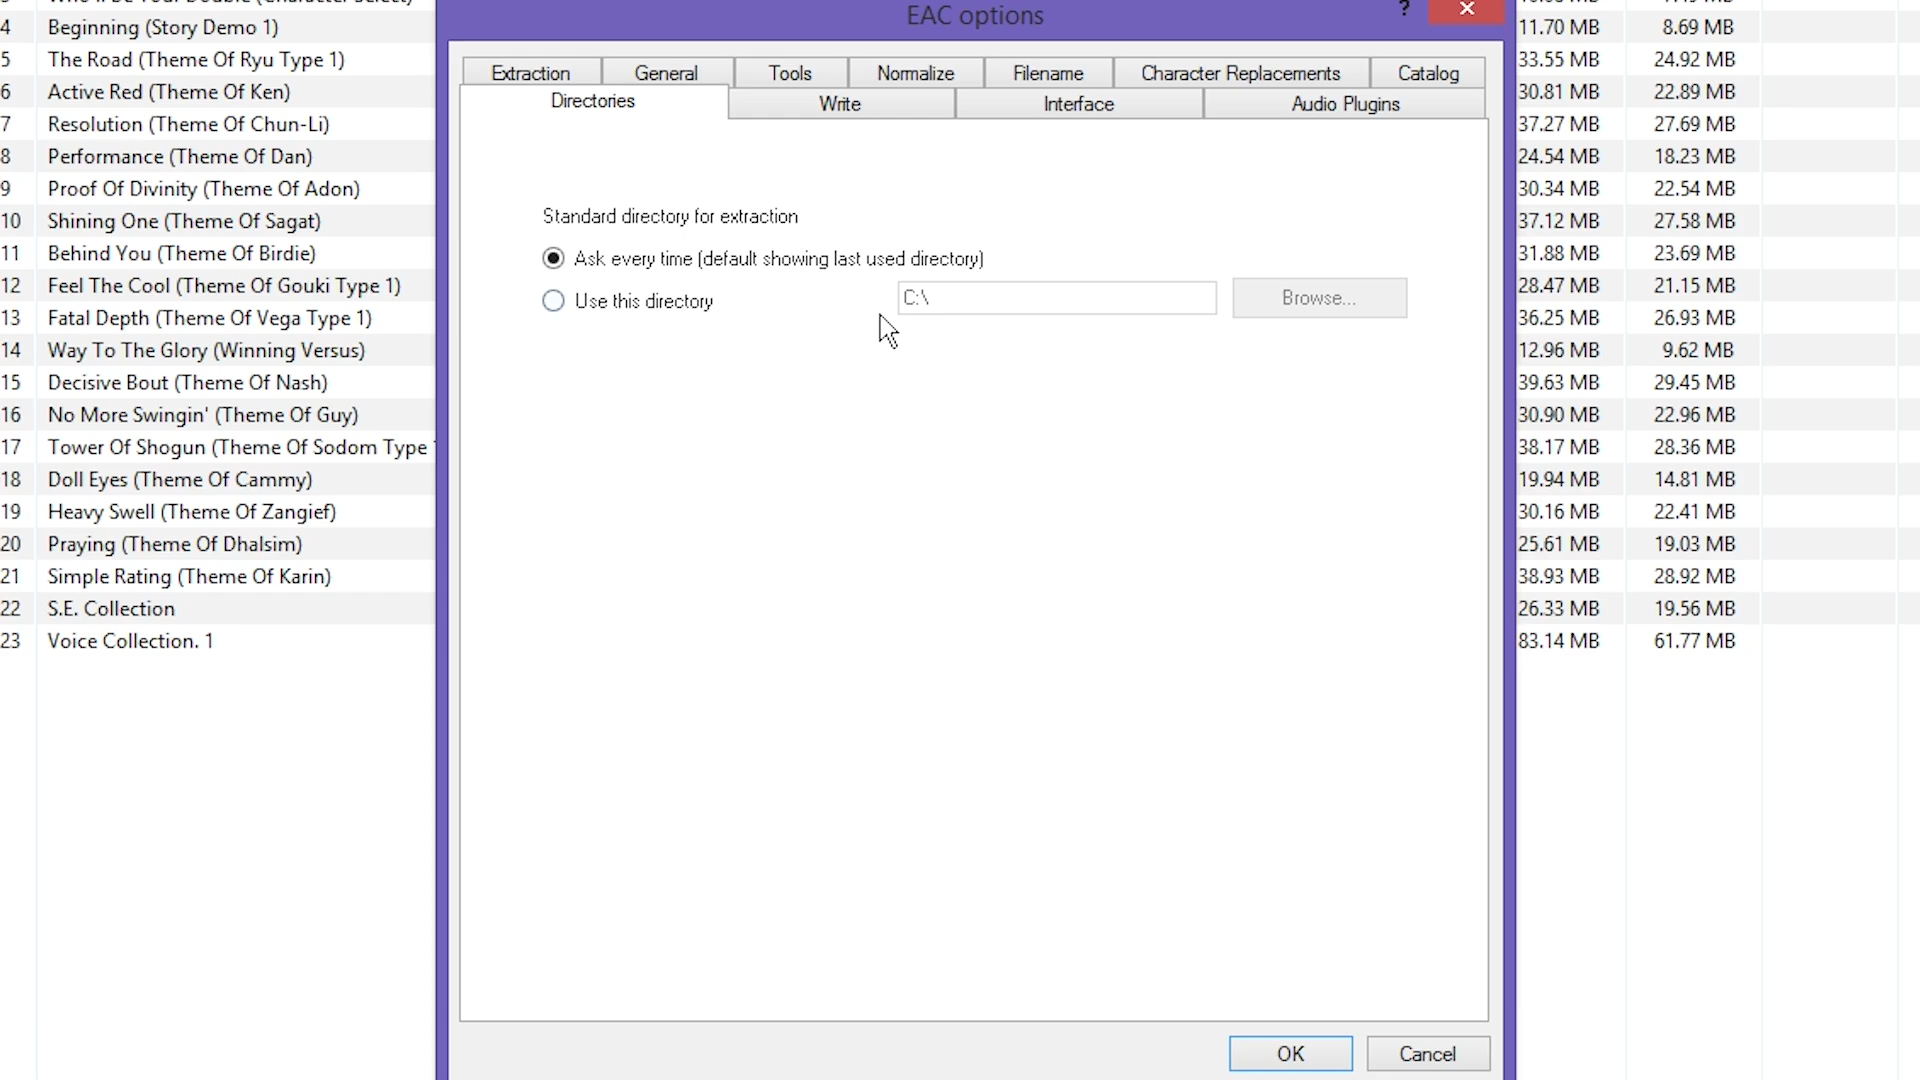 EAC options
?
Extraction General Tools Normalize Filename Character Replacements Catalog
Directories Write Interface Audio Plugins
Standard directory for extraction
Ask every time (default showing last used directory)
Use this directory C:\ Browse...
OK Cancel
4 Beginning (Story Demo 1) 11.70 MB 8.69 MB
5 The Road (Theme Of Ryu Type 1) 33.55 MB 24.92 MB
6 Active Red (Theme Of Ken) 30.81 MB 22.89 MB
7 Resolution (Theme Of Chun-Li) 37.27 MB 27.69 MB
8 Performance (Theme Of Dan) 24.54 MB 18.23 MB
9 Proof Of Divinity (Theme Of Adon) 30.34 MB 22.54 MB
10 Shining One (Theme Of Sagat) 37.12 MB 27.58 MB
11 Behind You (Theme Of Birdie) 31.88 MB 23.69 MB
12 Feel The Cool (Theme Of Gouki Type 1) 28.47 MB 21.15 MB
13 Fatal Depth (Theme Of Vega Type 1) 36.25 MB 26.93 MB
14 Way To The Glory (Winning Versus) 12.96 MB 9.62 MB
15 Decisive Bout (Theme Of Nash) 39.63 MB 29.45 MB
16 No More Swingin' (Theme Of Guy) 30.90 MB 22.96 MB
17 Tower Of Shogun (Theme Of Sodom Type 38.17 MB 28.36 MB
18 Doll Eyes (Theme Of Cammy) 19.94 MB 14.81 MB
19 Heavy Swell (Theme Of Zangief) 30.16 MB 22.41 MB
20 Praying (Theme Of Dhalsim) 25.61 MB 19.03 MB
21 Simple Rating (Theme Of Karin) 38.93 MB 28.92 MB
22 S.E. Collection 26.33 MB 19.56 MB
23 Voice Collection. 1 83.14 MB 61.77 MB